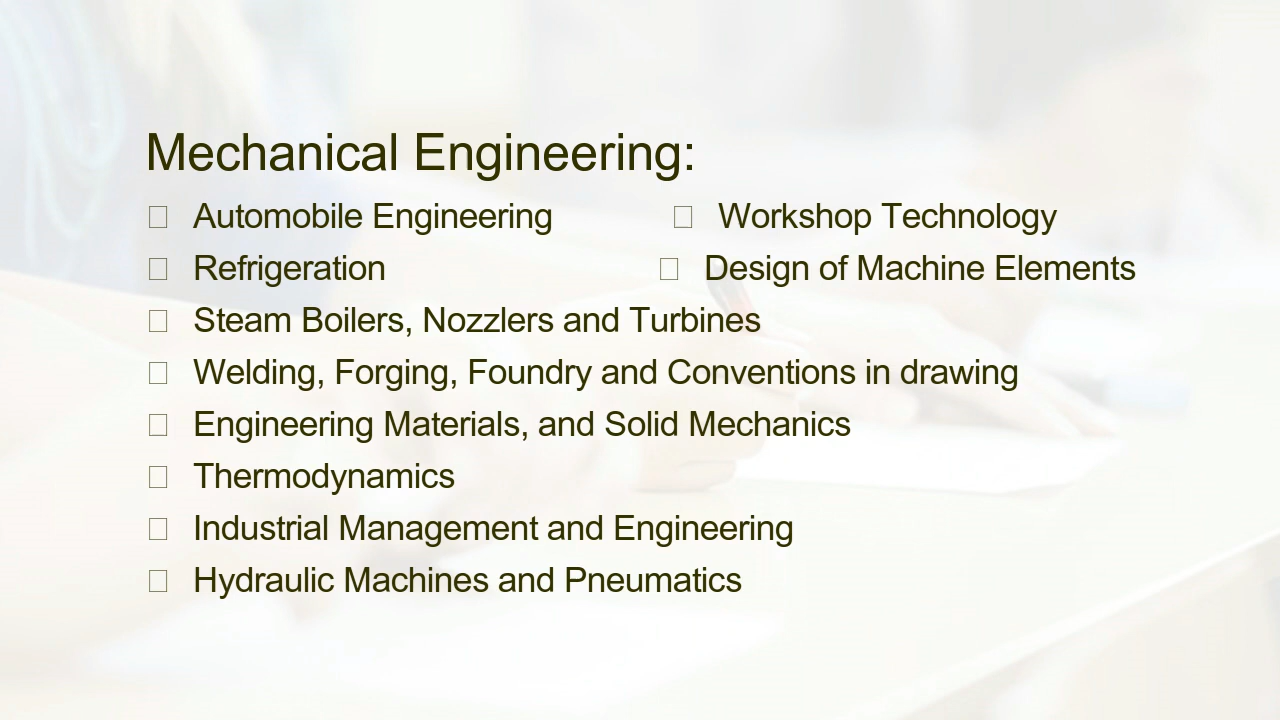 Mechanical Engineering:
Automobile Engineering Workshop Technology
Refrigeration Design of Machine Elements
Steam Boilers, Nozzlers and Turbines
Welding, Forging, Foundry and Conventions in drawing
Engineering Materials, and Solid Mechanics
Thermodynamics
Industrial Management and Engineering
Hydraulic Machines and Pneumatics